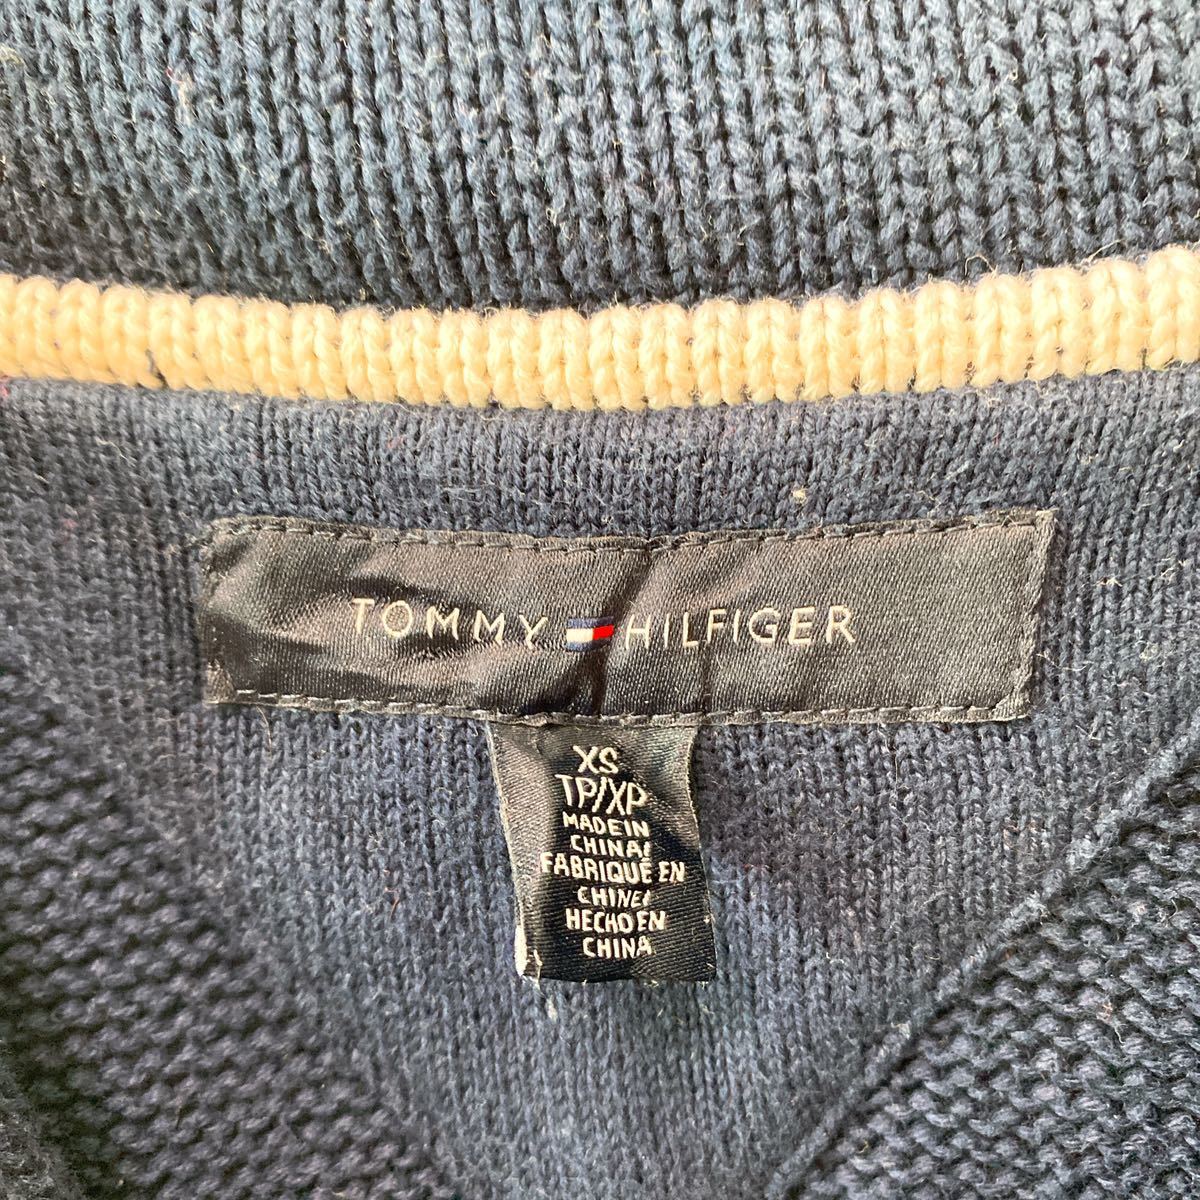 TOMMY HILFIGER
XS
TP/XP
MADE IN
CHINA/
FABRIQUÉ EN
CHINE/
HECHO EN
CHINA